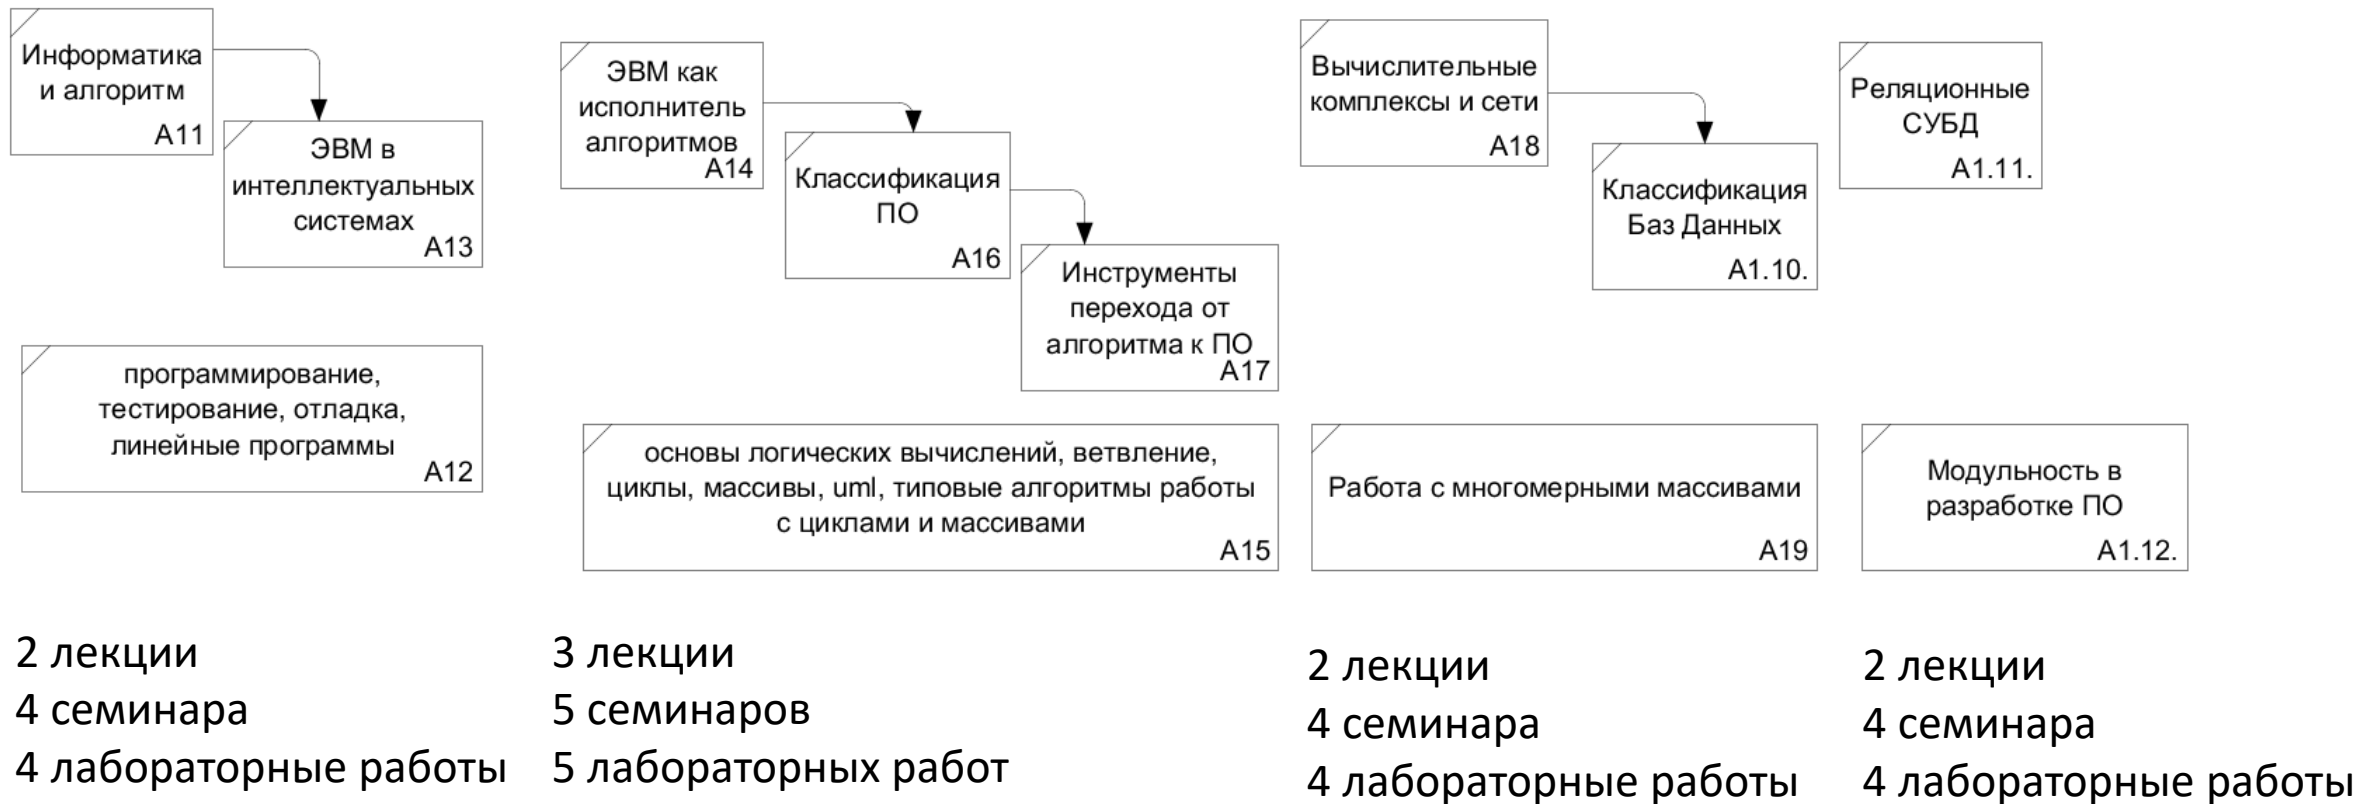 Информатика
и алгоритм
A11
ЭВМ в
интеллектуальных
системах
A13
программирование,
тестирование, отладка,
линейные программы
A12
2 лекции
4 семинара
4 лабораторные работы
ЭВМ как
исполнитель
алгоритмов
A14
Классификация
ПО
A16
Инструменты
перехода от
алгоритма к ПО
A17
основы логических вычислений, ветвление,
циклы, массивы, uml, типовые алгоритмы работы
с циклами и массивами
A15
3 лекции
5 семинаров
5 лабораторных работ
Вычислительные
комплексы и сети
A18
Классификация
Баз Данных
A1.10.
Работа с многомерными массивами
A19
2 лекции
4 семинара
4 лабораторные работы
Реляционные
СУБД
A1.11.
Модульность в
разработке ПО
A1.12.
2 лекции
4 семинара
4 лабораторные работы